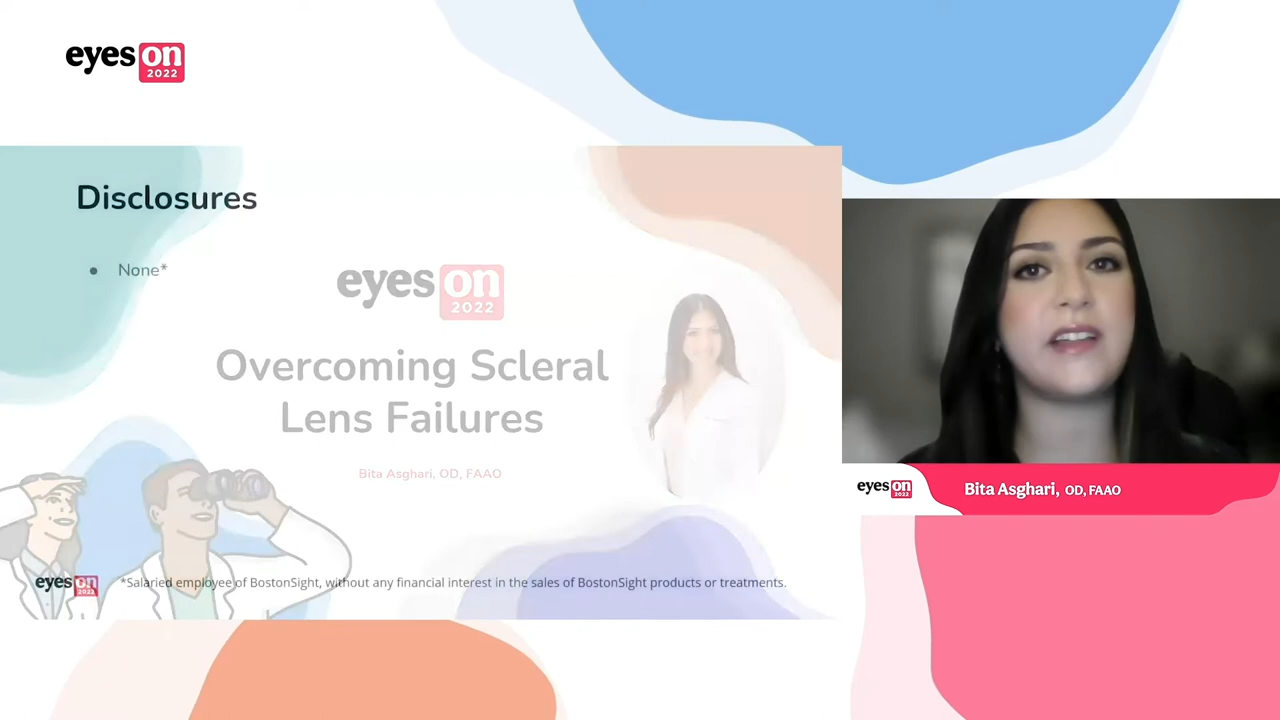 eyes on
2022
Disclosures
• None*
eyes on
2022
Overcoming Scleral
Lens Failures
Bita Asghari, OD, FAAO
eyes on
2022
*Salaried employee of BostonSight, without any financial interest in the sales of BostonSight products or treatments.
eyes on
2022
Bita Asghari, OD, FAAO